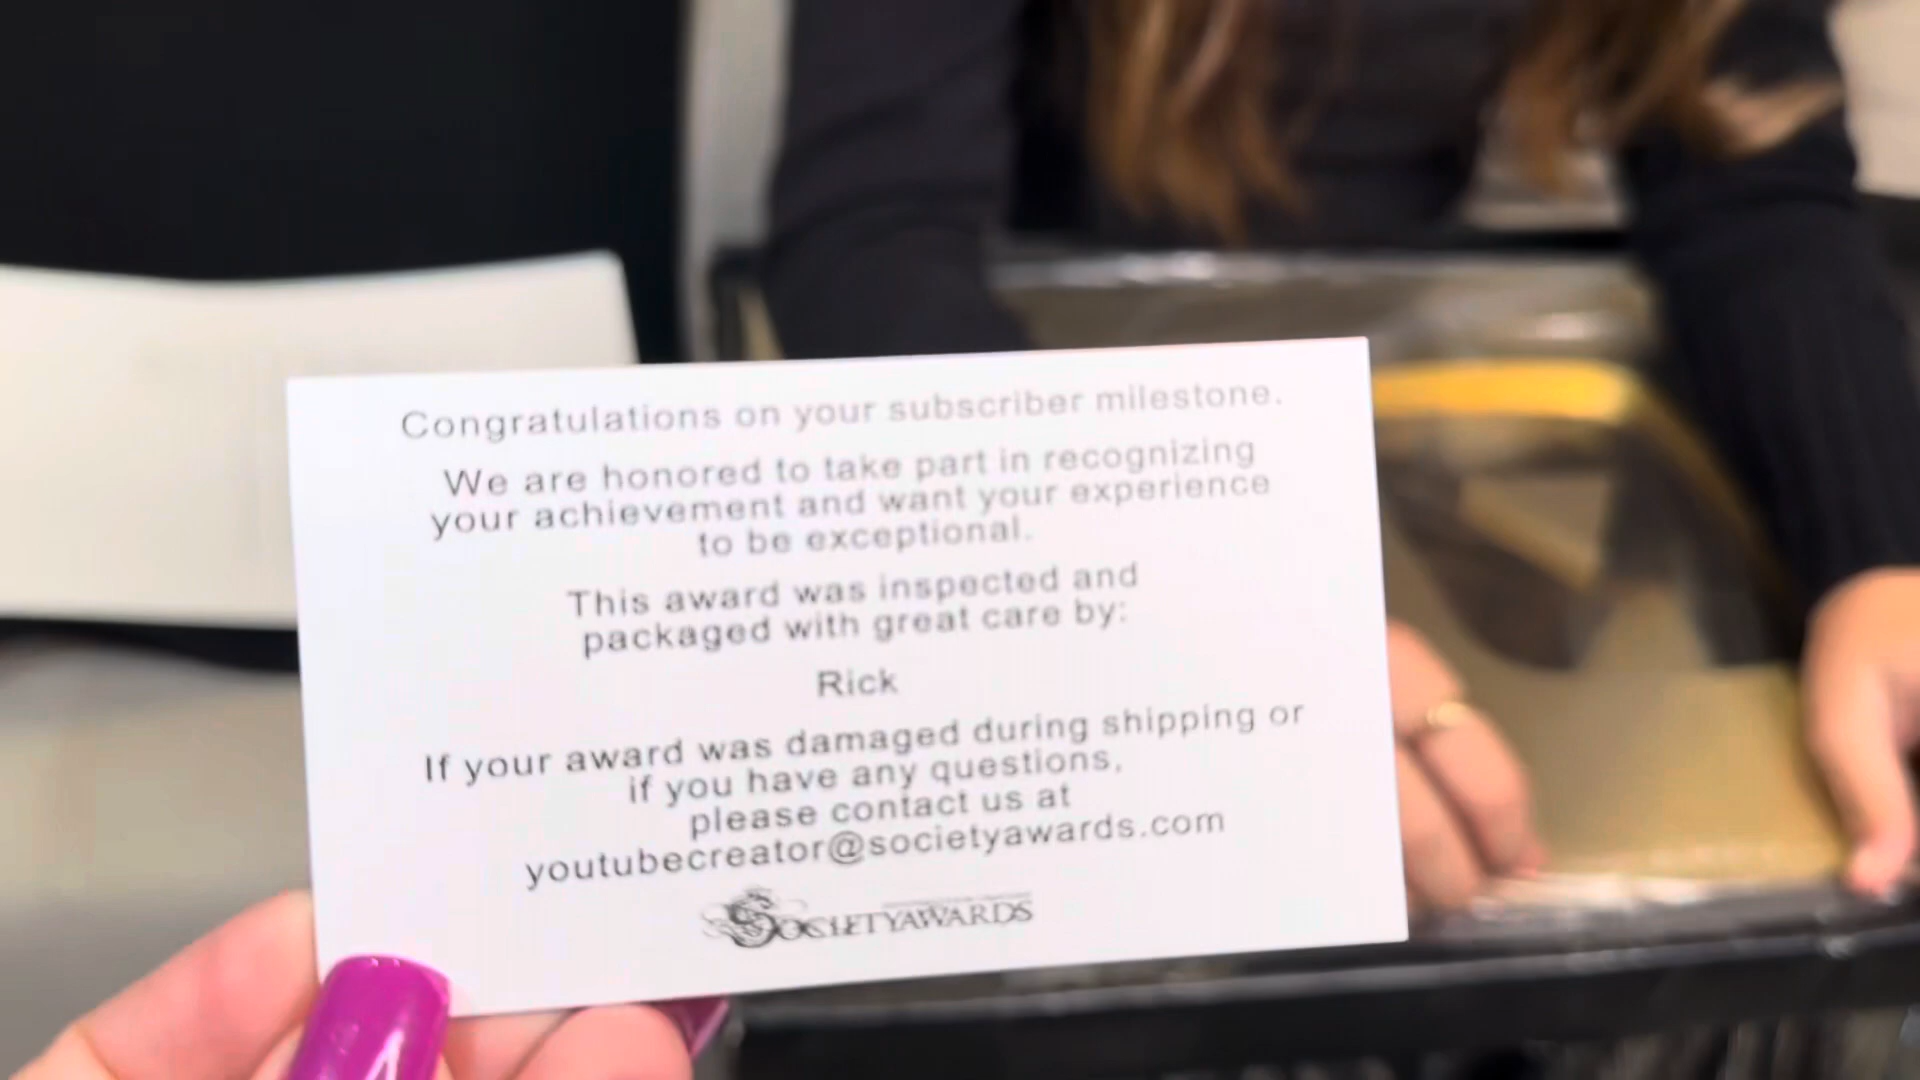 Congratulations on your subscriber milestone.
We are honored to take part in recognizing
your achievement and want your experience
to be exceptional.
This award was inspected and
packaged with great care by:
Rick
If your award was damaged during shipping or
if you have any questions,
please contact us at
youtubecreator@societyawards.com
SOCIETYAWARDS